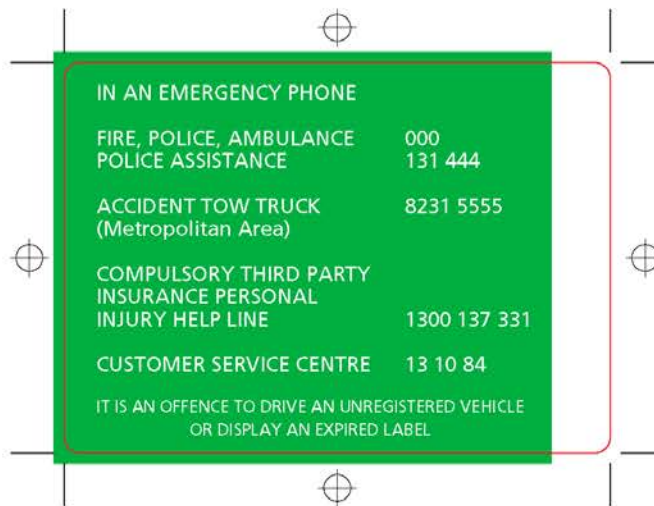 IN AN EMERGENCY PHONE
FIRE, POLICE, AMBULANCE 000
POLICE ASSISTANCE 131 444
ACCIDENT TOW TRUCK 8231 5555
(Metropolitan Area)
COMPULSORY THIRD PARTY
INSURANCE PERSONAL
INJURY HELP LINE 1300 137 331
CUSTOMER SERVICE CENTRE 13 10 84
IT IS AN OFFENCE TO DRIVE AN UNREGISTERED VEHICLE
OR DISPLAY AN EXPIRED LABEL